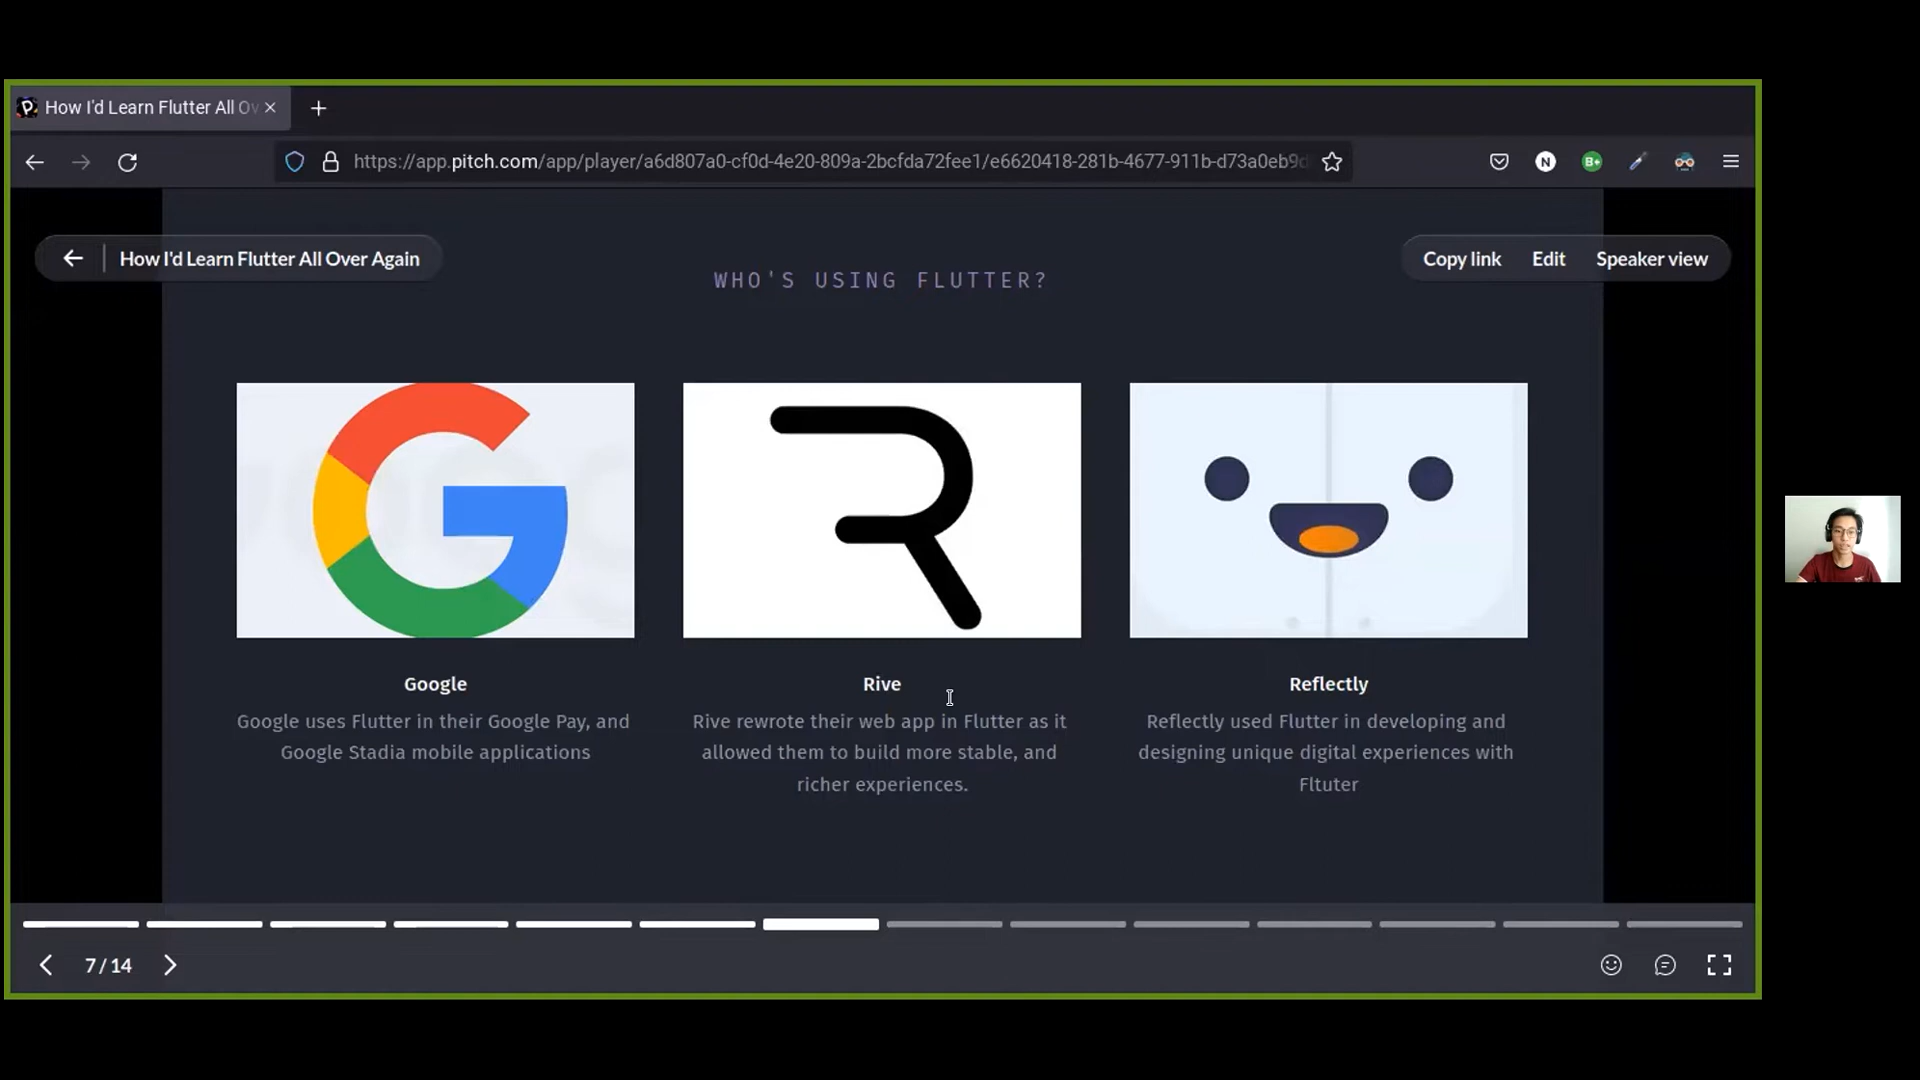 How I'd Learn Flutter All Ov
https://app.pitch.com/app/player/a6d807a0-cf0d-4e20-809a-2bcfda72fee1/e6620418-281b-4677-911b-d73a0eb9d
N
B+
How I'd Learn Flutter All Over Again
Copy link
Edit
Speaker view
WHO'S USING FLUTTER?
Google
Google uses Flutter in their Google Pay, and
Google Stadia mobile applications
Rive
Rive rewrote their web app in Flutter as it
allowed them to build more stable, and
richer experiences.
Reflectly
Reflectly used Flutter in developing and
designing unique digital experiences with
Fltuter
7 / 14